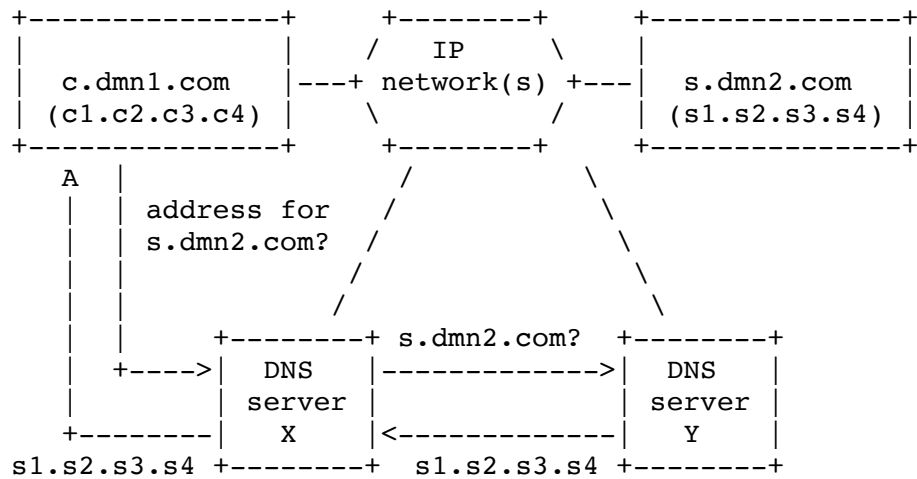 IP
c.dmn1.com network(s) s.dmn2.com
(c1.c2.c3.c4) (s1.s2.s3.s4)
A
address for
s.dmn2.com?
s.dmn2.com?
DNS DNS
server server
X Y
s1.s2.s3.s4 s1.s2.s3.s4